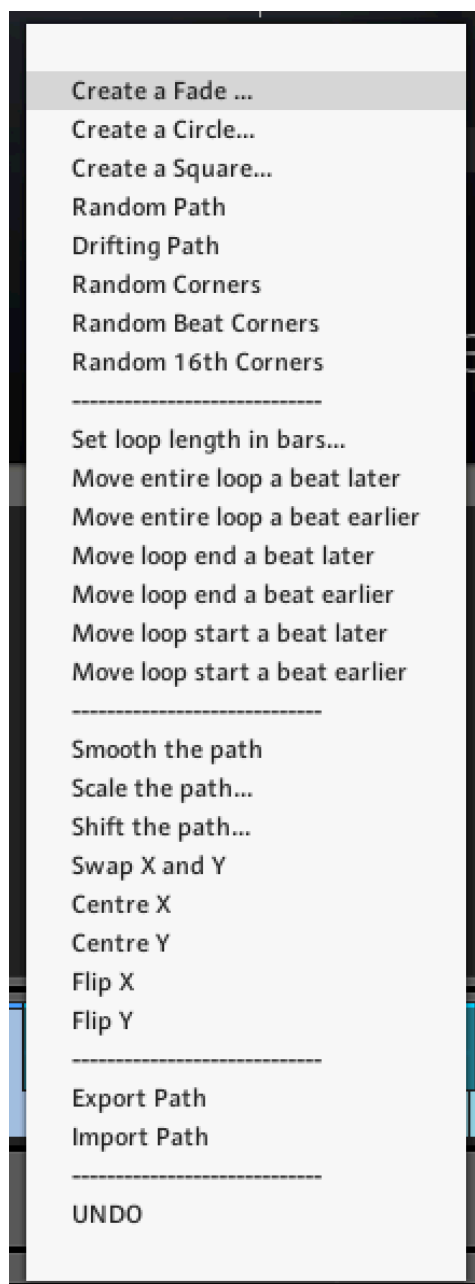 Create a Fade ...
Create a Circle...
Create a Square...
Random Path
Drifting Path
Random Corners
Random Beat Corners
Random 16th Corners
-----------------------------
Set loop length in bars...
Move entire loop a beat later
Move entire loop a beat earlier
Move loop end a beat later
Move loop end a beat earlier
Move loop start a beat later
Move loop start a beat earlier
-----------------------------
Smooth the path
Scale the path...
Shift the path...
Swap X and Y
Centre X
Centre Y
Flip X
Flip Y
-----------------------------
Export Path
Import Path
-----------------------------
UNDO